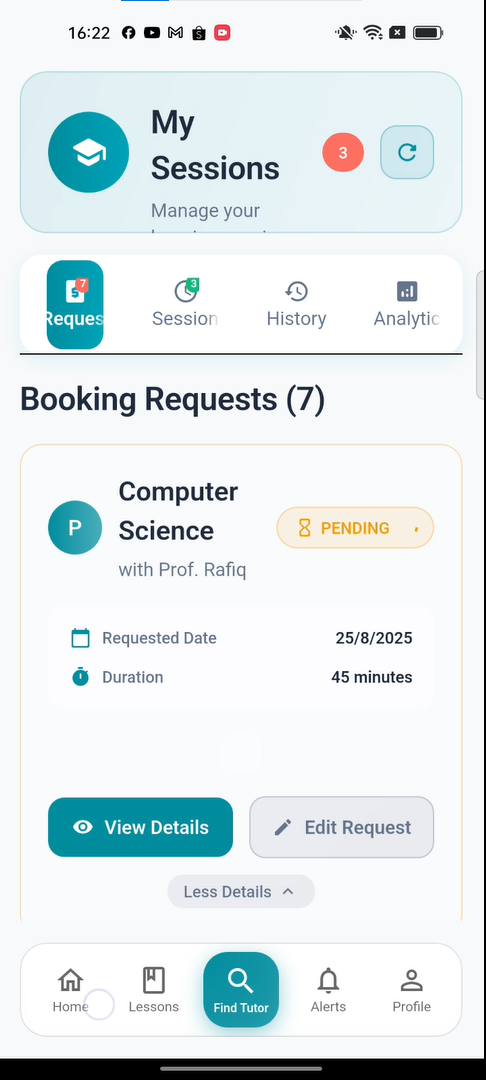 16:22
My
Sessions
3
Manage your
7
3
Reques
Session
History
Analytic
Booking Requests (7)
Computer
Science
P
PENDING
with Prof. Rafiq
Requested Date
25/8/2025
Duration
45 minutes
View Details
Edit Request
Less Details
Home
Lessons
Find Tutor
Alerts
Profile